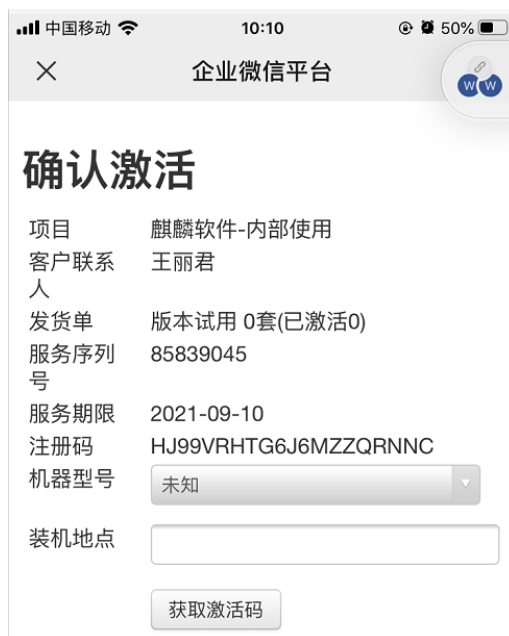 中国移动 10:10 50%
企业微信平台
W W
确认激活
项目 麒麟软件-内部使用
客户联系 王丽君
人
发货单 版本试用 0套(已激活0)
服务序列 85839045
号
服务期限 2021-09-10
注册码 HJ99VRHTG6J6MZZQRNNC
机器型号 未知
装机地点
获取激活码